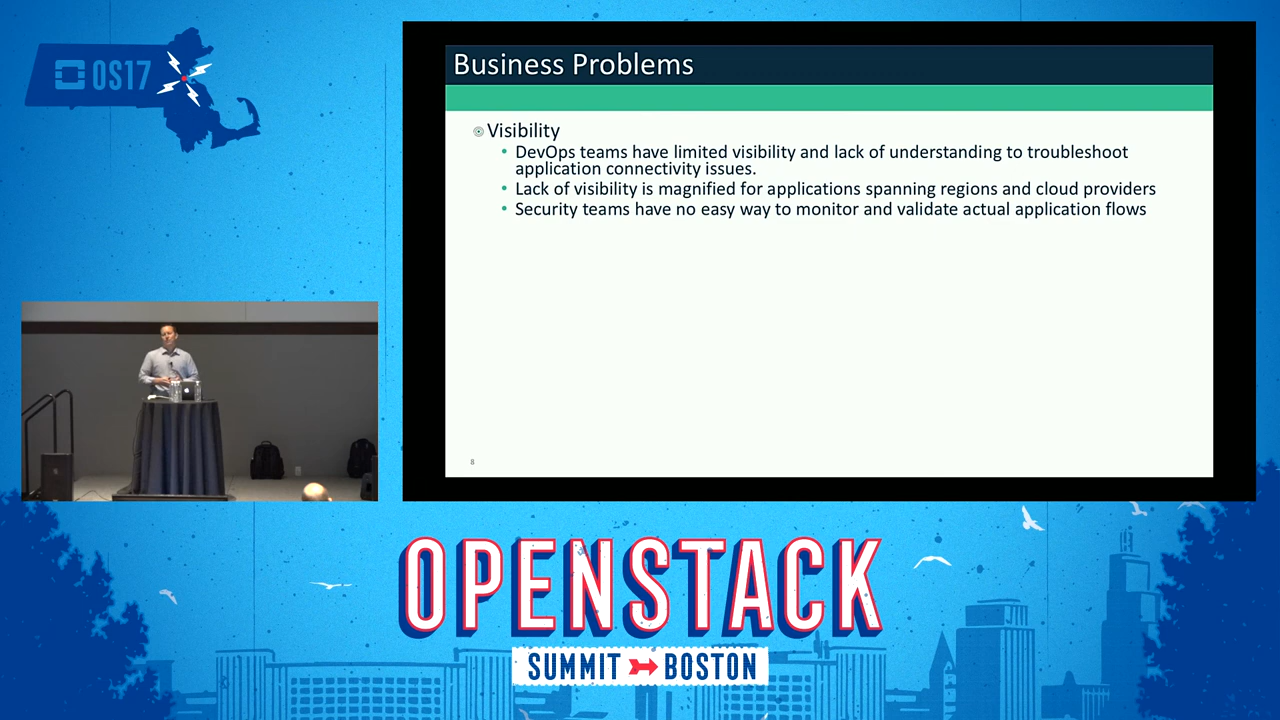 OS17
Business Problems
Visibility
• DevOps teams have limited visibility and lack of understanding to troubleshoot
application connectivity issues.
• Lack of visibility is magnified for applications spanning regions and cloud providers
• Security teams have no easy way to monitor and validate actual application flows
8
OPENSTACK
SUMMIT BOSTON